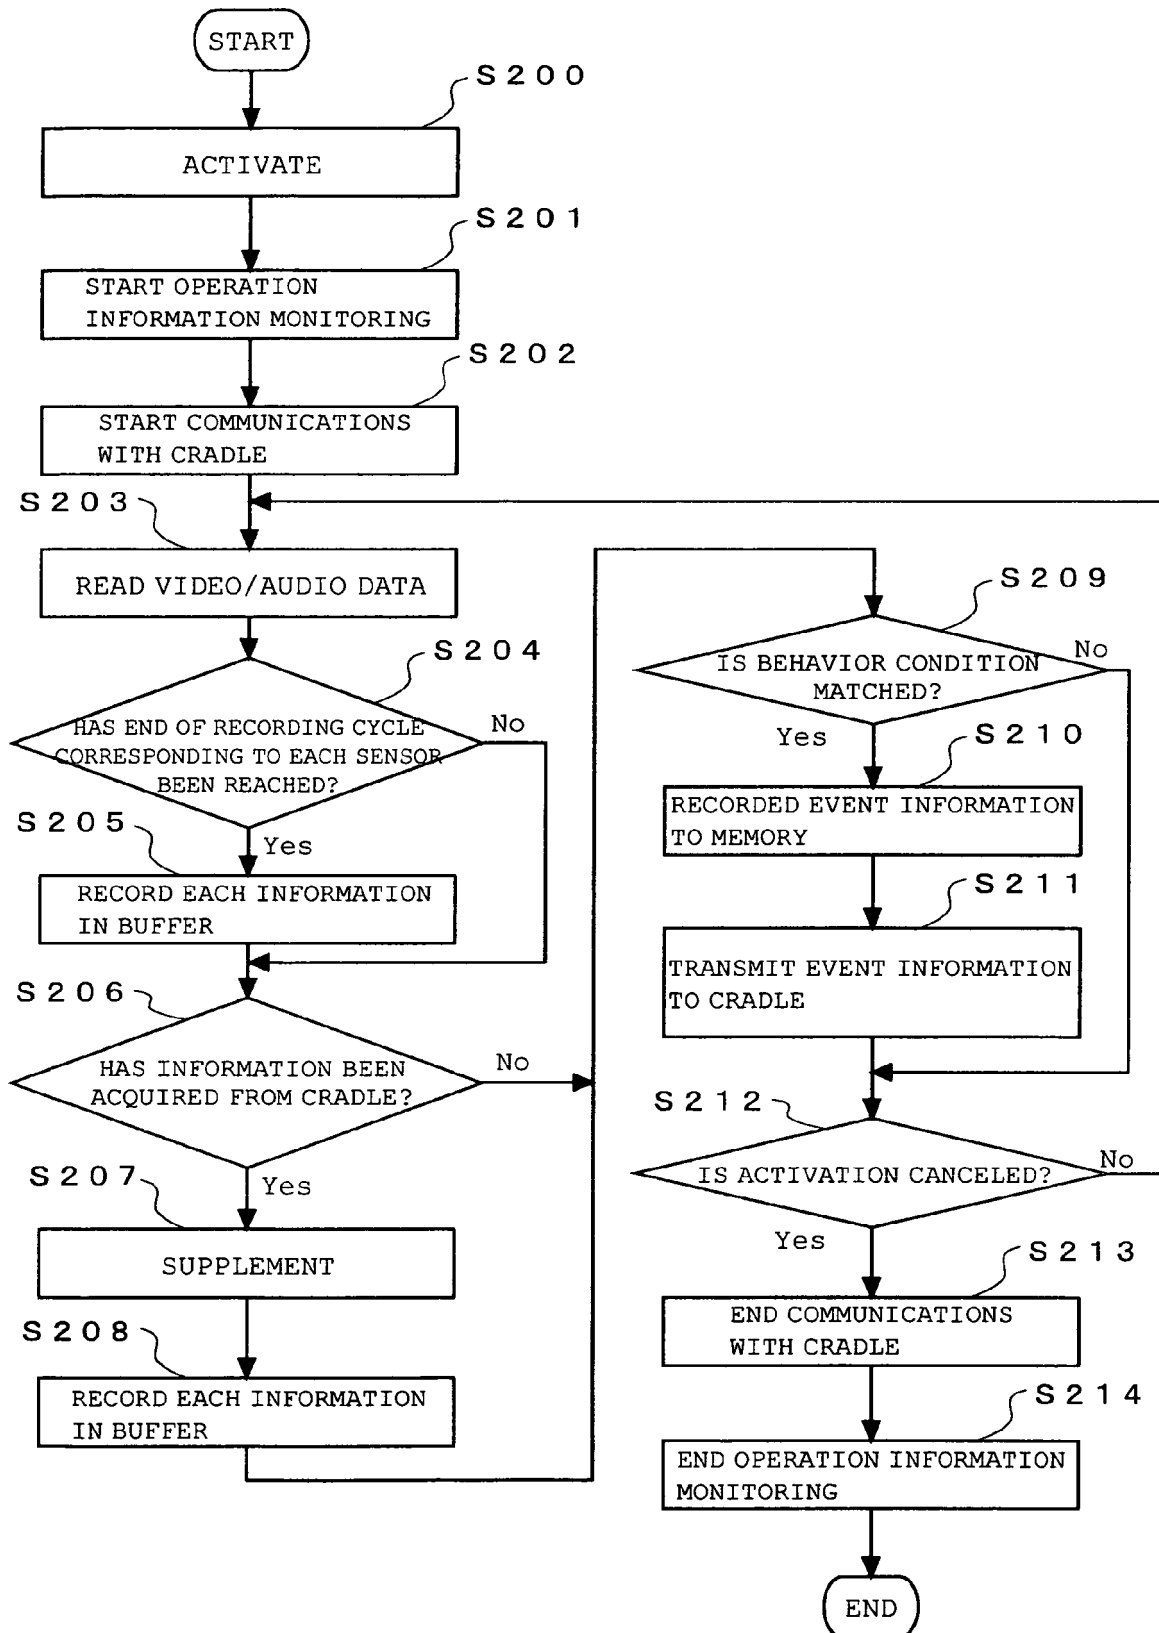 START
S200
ACTIVATE
S201
START OPERATION
INFORMATION MONITORING
S202
START COMMUNICATIONS
WITH CRADLE
S203
READ VIDEO/AUDIO DATA
S204
HAS END OF RECORDING CYCLE
CORRESPONDING TO EACH SENSOR
BEEN REACHED?
No
Yes
S205
RECORD EACH INFORMATION
IN BUFFER
S206
HAS INFORMATION BEEN
ACQUIRED FROM CRADLE?
No
Yes
S207
SUPPLEMENT
S208
RECORD EACH INFORMATION
IN BUFFER
S209
IS BEHAVIOR CONDITION
MATCHED?
No
Yes
S210
RECORDED EVENT INFORMATION
TO MEMORY
S211
TRANSMIT EVENT INFORMATION
TO CRADLE
S212
IS ACTIVATION CANCELED?
No
Yes
S213
END COMMUNICATIONS
WITH CRADLE
S214
END OPERATION INFORMATION
MONITORING
END